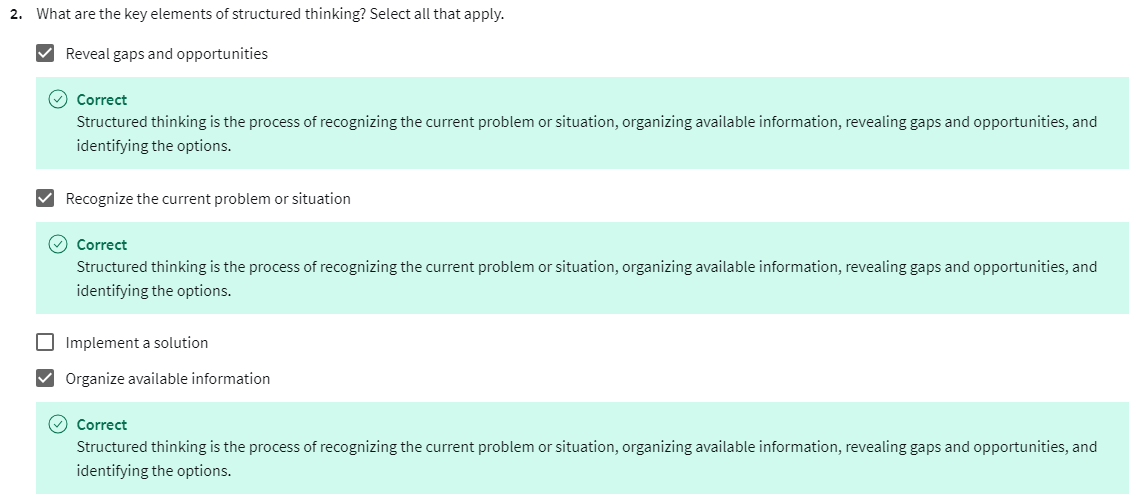 2. What are the key elements of structured thinking? Select all that apply.
Reveal gaps and opportunities
Correct
Structured thinking is the process of recognizing the current problem or situation, organizing available information, revealing gaps and opportunities, and
identifying the options.
Recognize the current problem or situation
Correct
Structured thinking is the process of recognizing the current problem or situation, organizing available information, revealing gaps and opportunities, and
identifying the options.
Implement a solution
Organize available information
Correct
Structured thinking is the process of recognizing the current problem or situation, organizing available information, revealing gaps and opportunities, and
identifying the options.